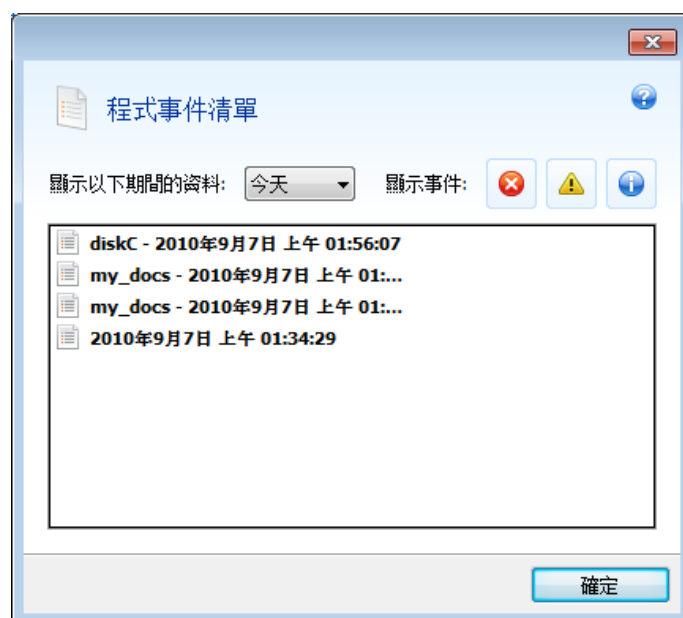 程式事件清單
顯示以下期間的資料: 今天 顯示事件:
diskC - 2010年9月7日 上午 01:56:07
my_docs - 2010年9月7日 上午 01:...
my_docs - 2010年9月7日 上午 01:...
2010年9月7日 上午 01:34:29
確定